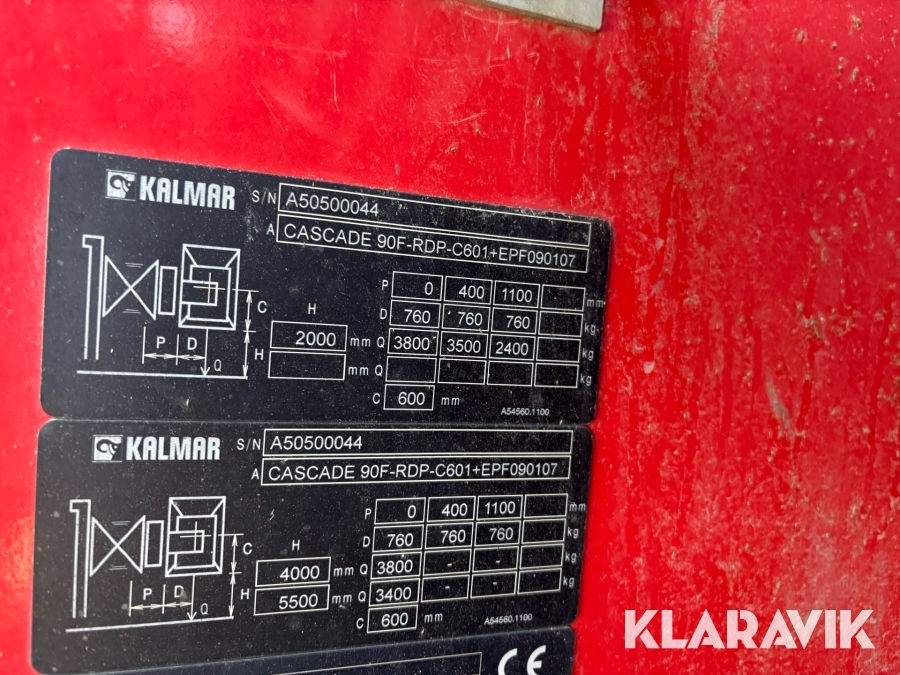 KALMAR S/N A50500044
A CASCADE 90F-RDP-C601+EPF090107
P 0 400 1100 mm
D 760 760 760 kg
H
2000 mm Q 3800 3500 2400 kg
mm Q kg
C 600 mm
A54560.1100
C
H
P D
Q
KALMAR S/N A50500044
A CASCADE 90F-RDP-C601+EPF090107
P 0 400 1100 mm
D 760 760 760 kg
H
4000 mm Q 3800 - - kg
5500 mm Q 3400 - -
C 600 mm
A54560.1100
C
H
P D
Q
CE
KLARAVIK